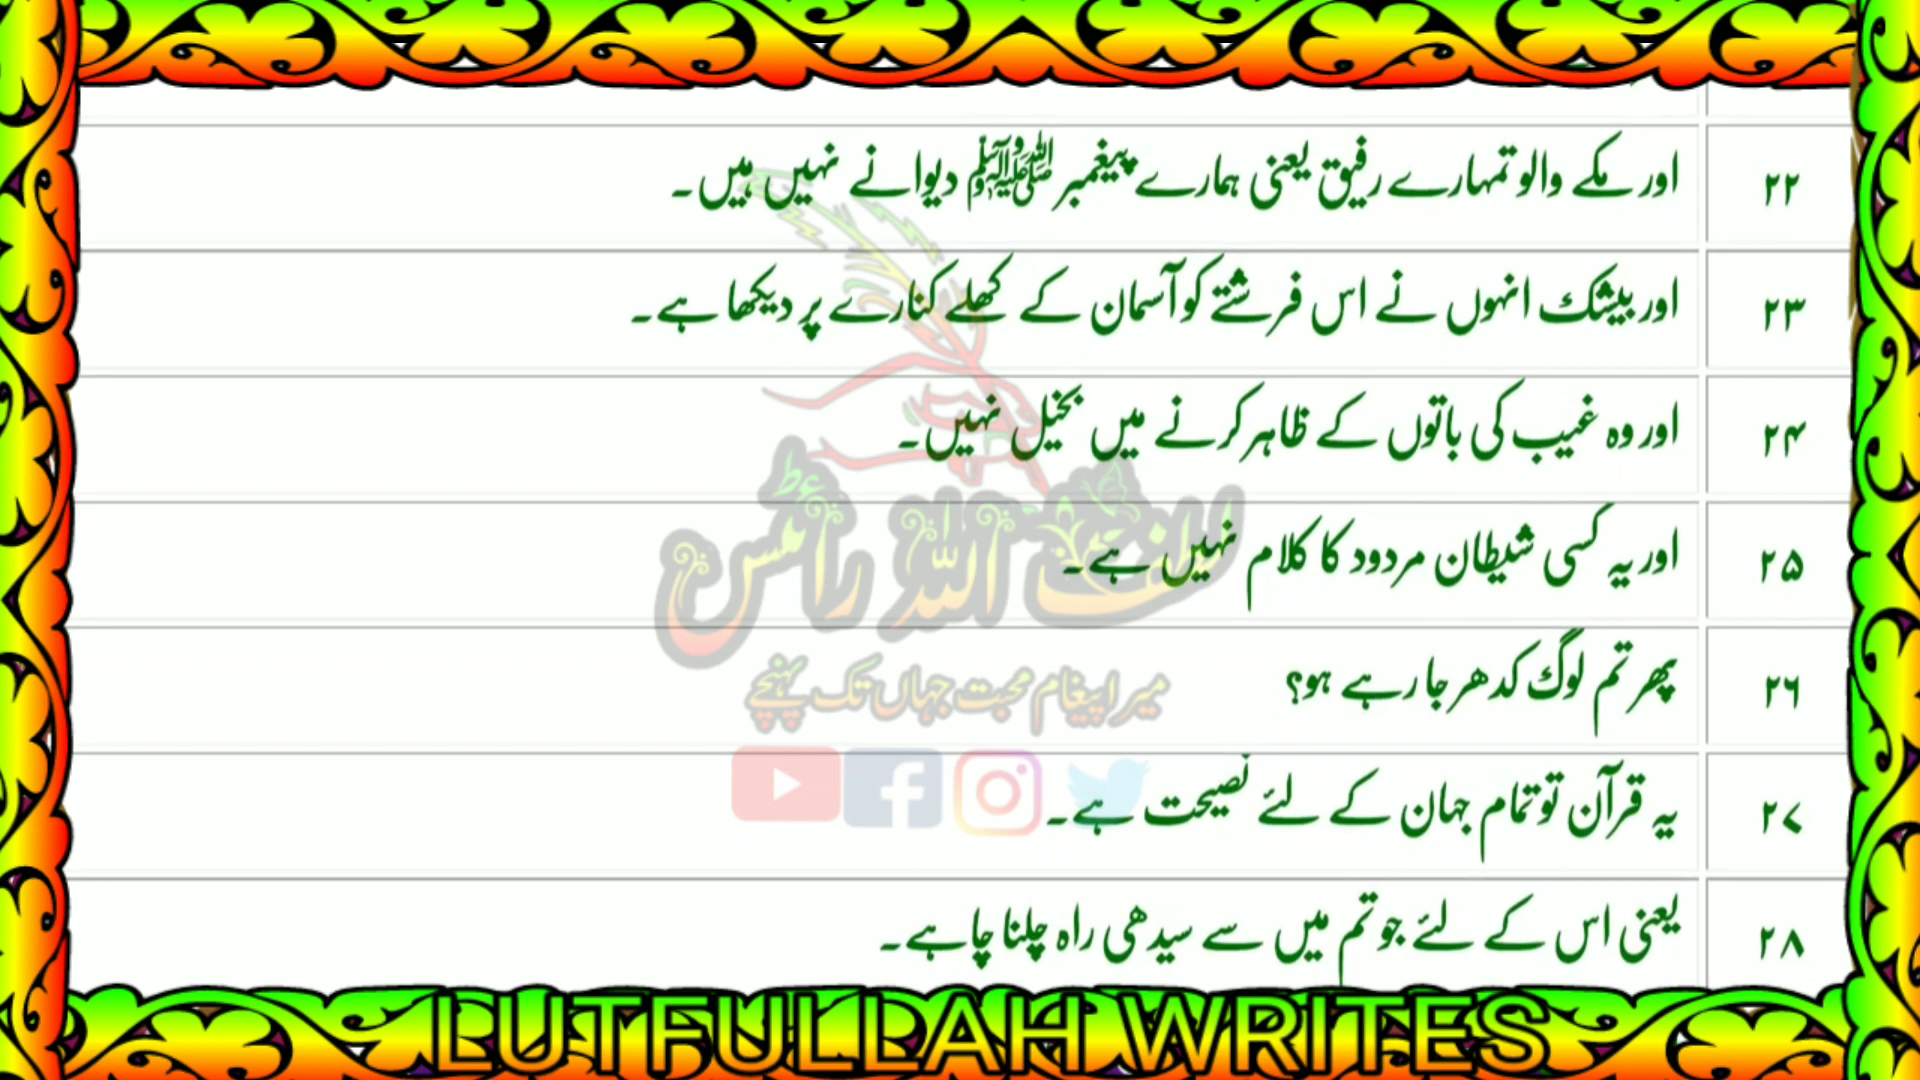 ۲۲ اور مکے والو تمہارے رفیق یعنی ہمارے پیغمبر ﷺ دیوانے نہیں ہیں۔
۲۳ اور بیشک انہوں نے اس فرشتے کو آسمان کے کھلے کنارے پر دیکھا ہے۔
۲۴ اور وہ غیب کی باتوں کے ظاہر کرنے میں بخیل نہیں۔
۲۵ اور یہ کسی شیطان مردود کا کلام نہیں ہے۔
۲۶ پھر تم لوگ کدھر جا رہے ہو؟
۲۷ یہ قرآن تو تمام جہان کے لئے نصیحت ہے۔
۲۸ یعنی اس کے لئے جو تم میں سے سیدھی راہ چلنا چاہے۔
لطف اللہ رائٹس
میرا پیغام محبت جہاں تک پہنچے
LUTFULLAH WRITES